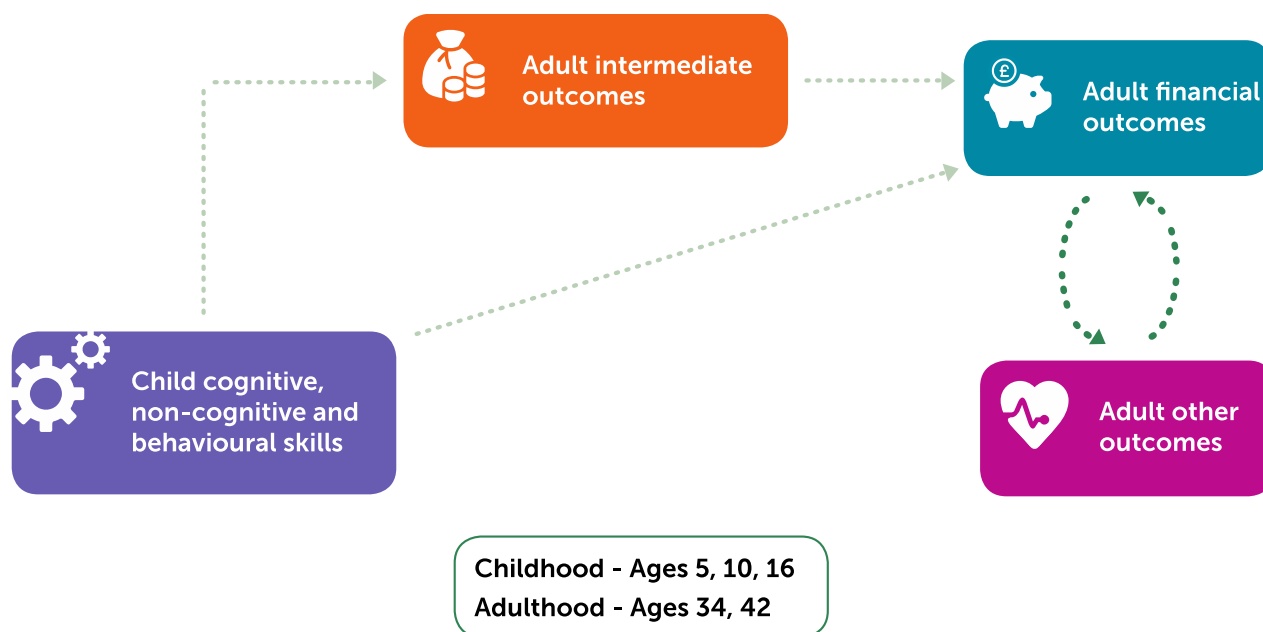 Adult intermediate
outcomes
£
Adult financial
outcomes
Child cognitive,
non-cognitive and
behavioural skills
Adult other
outcomes
Childhood - Ages 5, 10, 16
Adulthood - Ages 34, 42